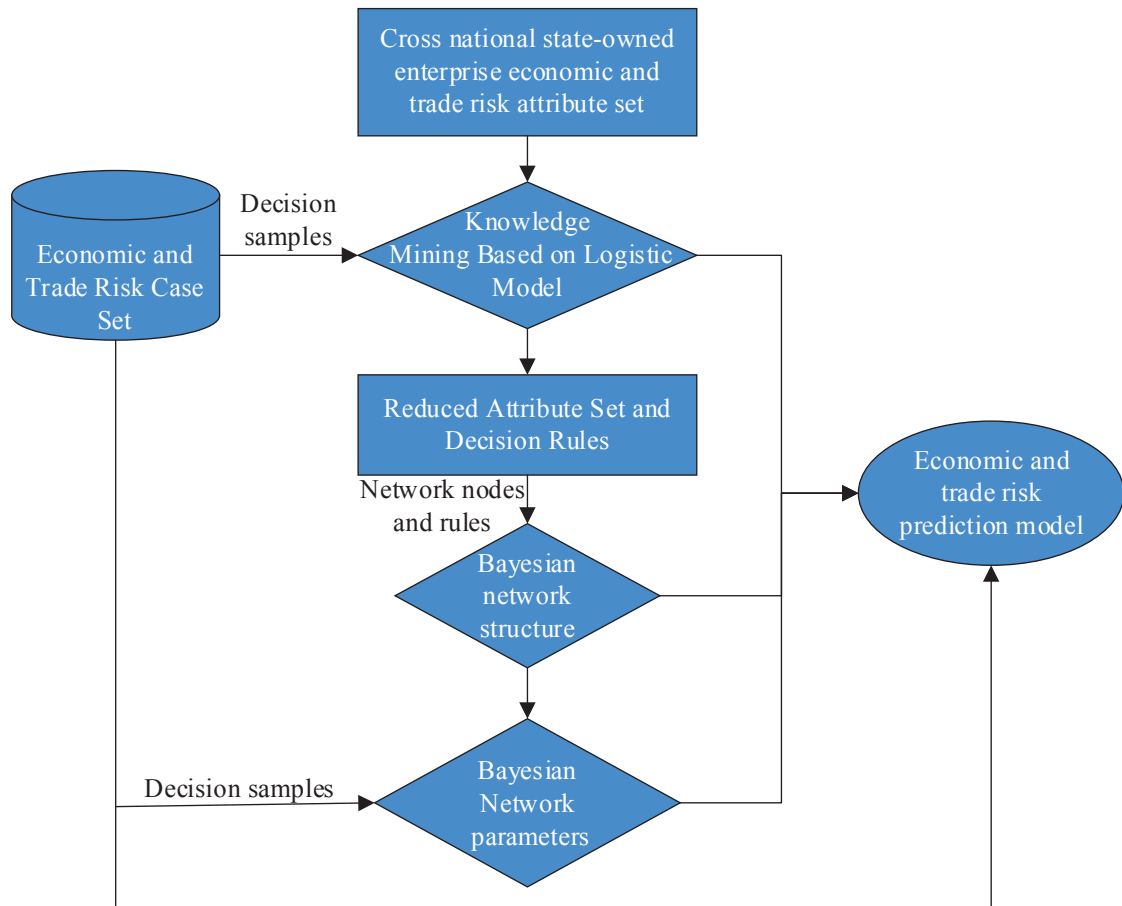 Cross national state-owned
enterprise economic and
trade risk attribute set
Decision
samples
Knowledge
Mining Based on Logistic
Model
Economic and
Trade Risk Case
Set
Reduced Attribute Set and
Decision Rules
Network nodes
and rules
Economic and
trade risk
prediction model
Bayesian
network
structure
Decision samples
Bayesian
Network
parameters